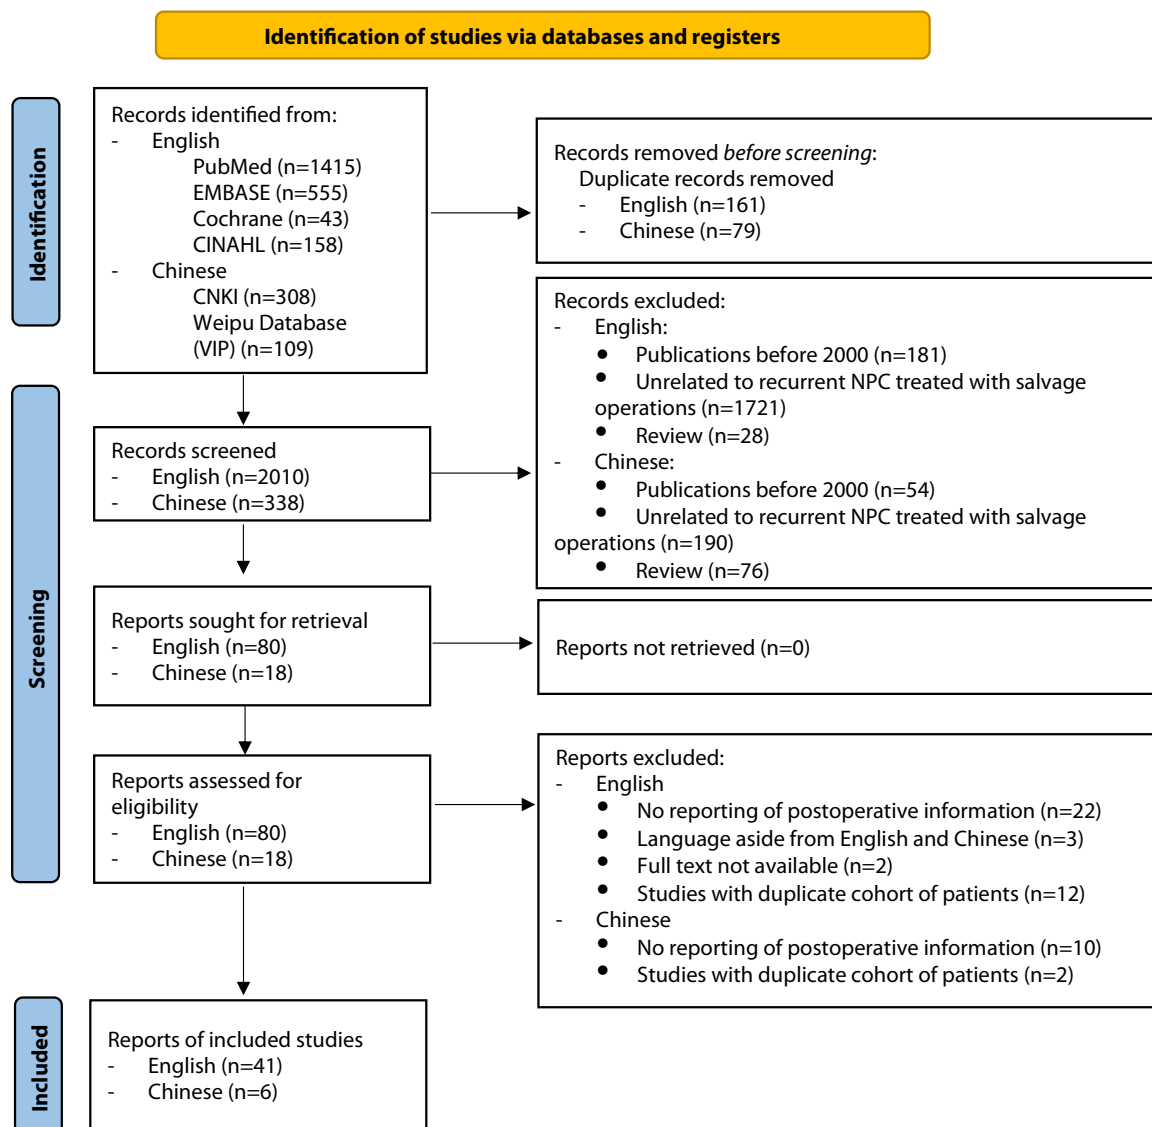 Identification of studies via databases and registers
Identification
Records identified from:
- English
PubMed (n=1415)
EMBASE (n=555)
Cochrane (n=43)
CINAHL (n=158)
- Chinese
CNKI (n=308)
Weipu Database
(VIP) (n=109)
Records removed before screening:
Duplicate records removed
- English (n=161)
- Chinese (n=79)
Screening
Records screened
- English (n=2010)
- Chinese (n=338)
Records excluded:
- English:
● Publications before 2000 (n=181)
● Unrelated to recurrent NPC treated with salvage
operations (n=1721)
● Review (n=28)
- Chinese:
● Publications before 2000 (n=54)
● Unrelated to recurrent NPC treated with salvage
operations (n=190)
● Review (n=76)
Reports sought for retrieval
- English (n=80)
- Chinese (n=18)
Reports not retrieved (n=0)
Reports assessed for
eligibility
- English (n=80)
- Chinese (n=18)
Reports excluded:
- English
● No reporting of postoperative information (n=22)
● Language aside from English and Chinese (n=3)
● Full text not available (n=2)
● Studies with duplicate cohort of patients (n=12)
- Chinese
● No reporting of postoperative information (n=10)
● Studies with duplicate cohort of patients (n=2)
Included
Reports of included studies
- English (n=41)
- Chinese (n=6)